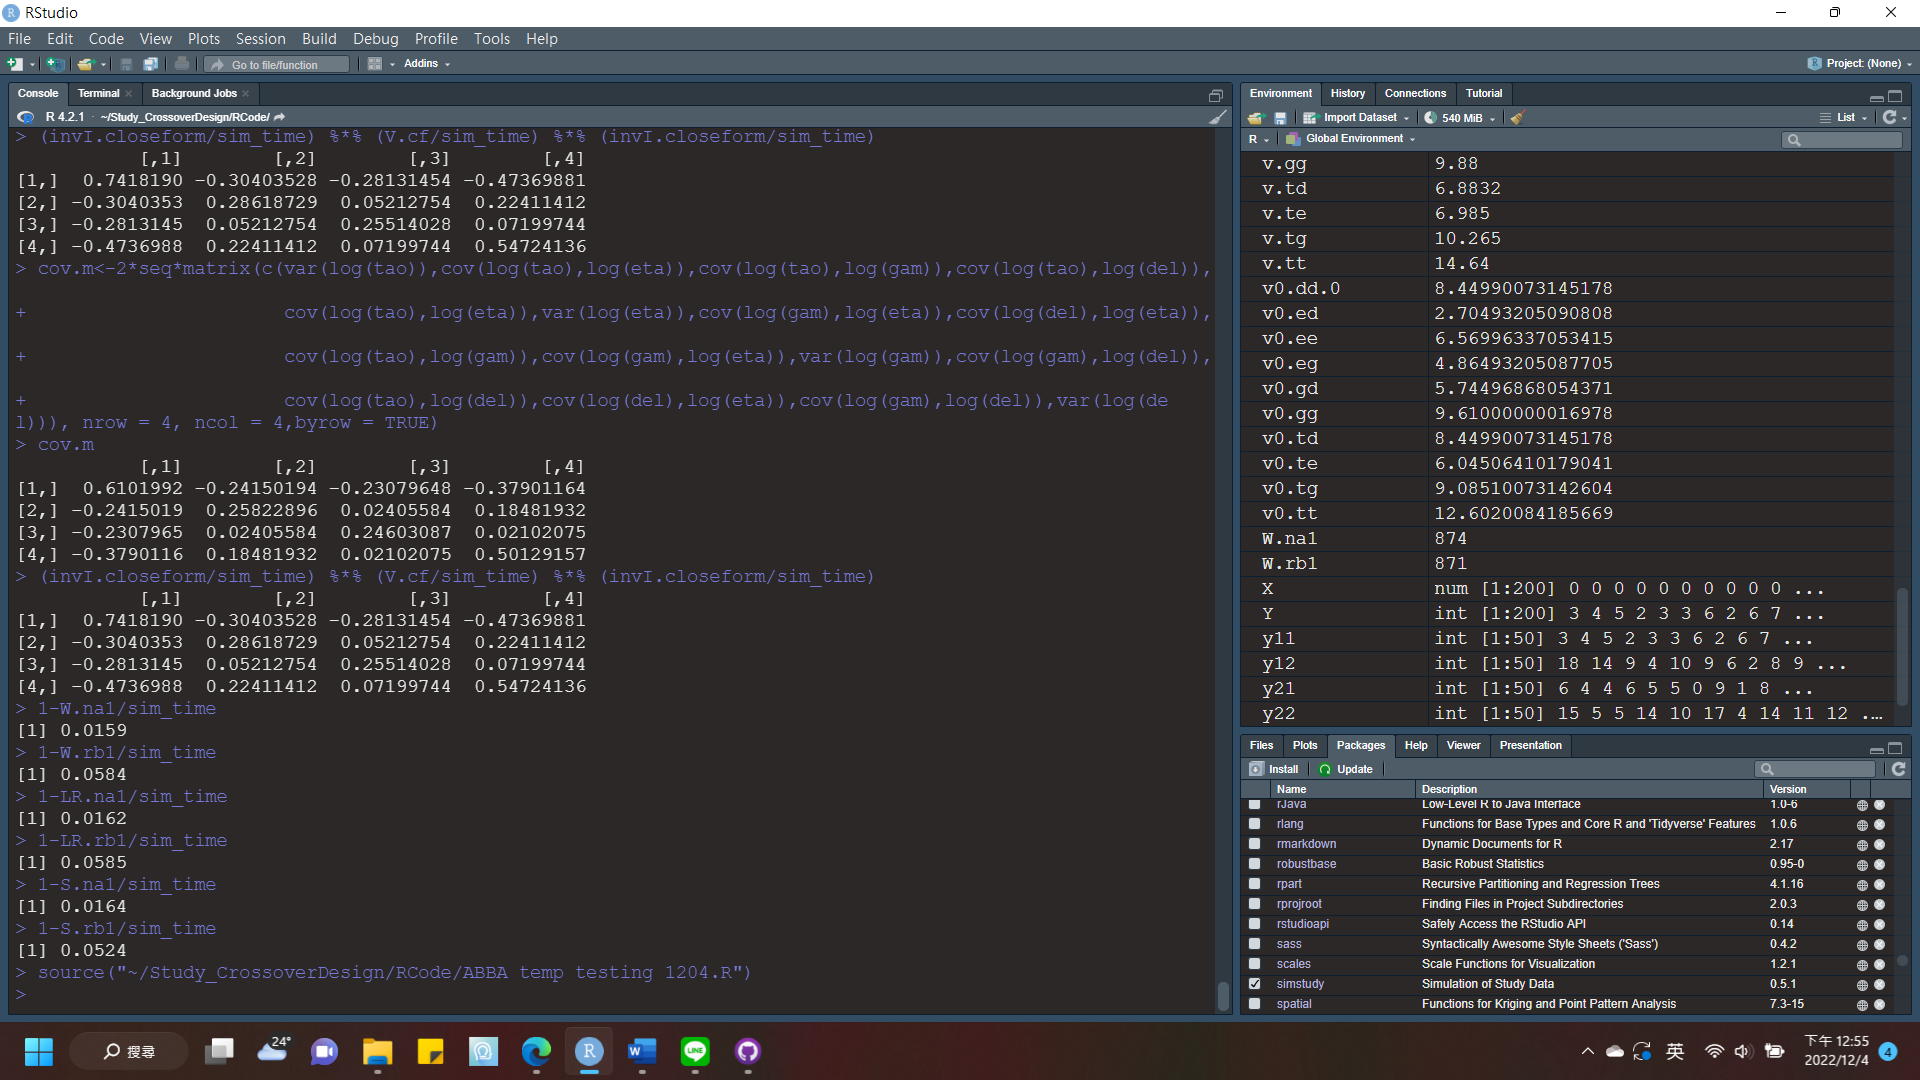 RStudio
File Edit Code View Plots Session Build Debug Profile Tools Help
Go to file/function Addins Project: (None)
Console Terminal Background Jobs
R 4.2.1 · ~/Study_CrossoverDesign/RCode/
> (invI.closeform/sim_time) %*% (V.cf/sim_time) %*% (invI.closeform/sim_time)
[,1] [,2] [,3] [,4]
[1,] 0.7418190 -0.30403528 -0.28131454 -0.47369881
[2,] -0.3040353 0.28618729 0.05212754 0.22411412
[3,] -0.2813145 0.05212754 0.25514028 0.07199744
[4,] -0.4736988 0.22411412 0.07199744 0.54724136
> cov.m<-2*seq*matrix(c(var(log(tao)),cov(log(tao),log(eta)),cov(log(tao),log(gam)),cov(log(tao),log(del)),
+ cov(log(tao),log(eta)),var(log(eta)),cov(log(gam),log(eta)),cov(log(del),log(eta)),
+ cov(log(tao),log(gam)),cov(log(gam),log(eta)),var(log(gam)),cov(log(gam),log(del)),
+ cov(log(tao),log(del)),cov(log(del),log(eta)),cov(log(gam),log(del)),var(log(de
l))), nrow = 4, ncol = 4,byrow = TRUE)
> cov.m
[,1] [,2] [,3] [,4]
[1,] 0.6101992 -0.24150194 -0.23079648 -0.37901164
[2,] -0.2415019 0.25822896 0.02405584 0.18481932
[3,] -0.2307965 0.02405584 0.24603087 0.02102075
[4,] -0.3790116 0.18481932 0.02102075 0.50129157
> (invI.closeform/sim_time) %*% (V.cf/sim_time) %*% (invI.closeform/sim_time)
[,1] [,2] [,3] [,4]
[1,] 0.7418190 -0.30403528 -0.28131454 -0.47369881
[2,] -0.3040353 0.28618729 0.05212754 0.22411412
[3,] -0.2813145 0.05212754 0.25514028 0.07199744
[4,] -0.4736988 0.22411412 0.07199744 0.54724136
> 1-W.na1/sim_time
[1] 0.0159
> 1-W.rb1/sim_time
[1] 0.0584
> 1-LR.na1/sim_time
[1] 0.0162
> 1-LR.rb1/sim_time
[1] 0.0585
> 1-S.na1/sim_time
[1] 0.0164
> 1-S.rb1/sim_time
[1] 0.0524
> source("~/Study_CrossoverDesign/RCode/ABBA temp testing 1204.R")
>
Environment History Connections Tutorial
Import Dataset 540 MiB List
R Global Environment
v.gg 9.88
v.td 6.8832
v.te 6.985
v.tg 10.265
v.tt 14.64
v0.dd.0 8.44990073145178
v0.ed 2.70493205090808
v0.ee 6.56996337053415
v0.eg 4.86493205087705
v0.gd 5.74496868054371
v0.gg 9.61000000016978
v0.td 8.44990073145178
v0.te 6.04506410179041
v0.tg 9.08510073142604
v0.tt 12.6020084185669
W.na1 874
W.rb1 871
X num [1:200] 0 0 0 0 0 0 0 0 0 0 ...
Y int [1:200] 3 4 5 2 3 3 6 2 6 7 ...
y11 int [1:50] 3 4 5 2 3 3 6 2 6 7 ...
y12 int [1:50] 18 14 9 4 10 9 6 2 8 9 ...
y21 int [1:50] 6 4 4 6 5 5 0 9 1 8 ...
y22 int [1:50] 15 5 5 14 10 17 4 14 11 12 ...
Files Plots Packages Help Viewer Presentation
Install Update
Name Description Version
rJava Low-Level R to Java Interface 1.0-6
rlang Functions for Base Types and Core R and 'Tidyverse' Features 1.0.6
rmarkdown Dynamic Documents for R 2.17
robustbase Basic Robust Statistics 0.95-0
rpart Recursive Partitioning and Regression Trees 4.1.16
rprojroot Finding Files in Project Subdirectories 2.0.3
rstudioapi Safely Access the RStudio API 0.14
sass Syntactically Awesome Style Sheets ('Sass') 0.4.2
scales Scale Functions for Visualization 1.2.1
simstudy Simulation of Study Data 0.5.1
spatial Functions for Kriging and Point Pattern Analysis 7.3-15
搜尋 24° R W LINE 英 下午 12:55
2022/12/4 4